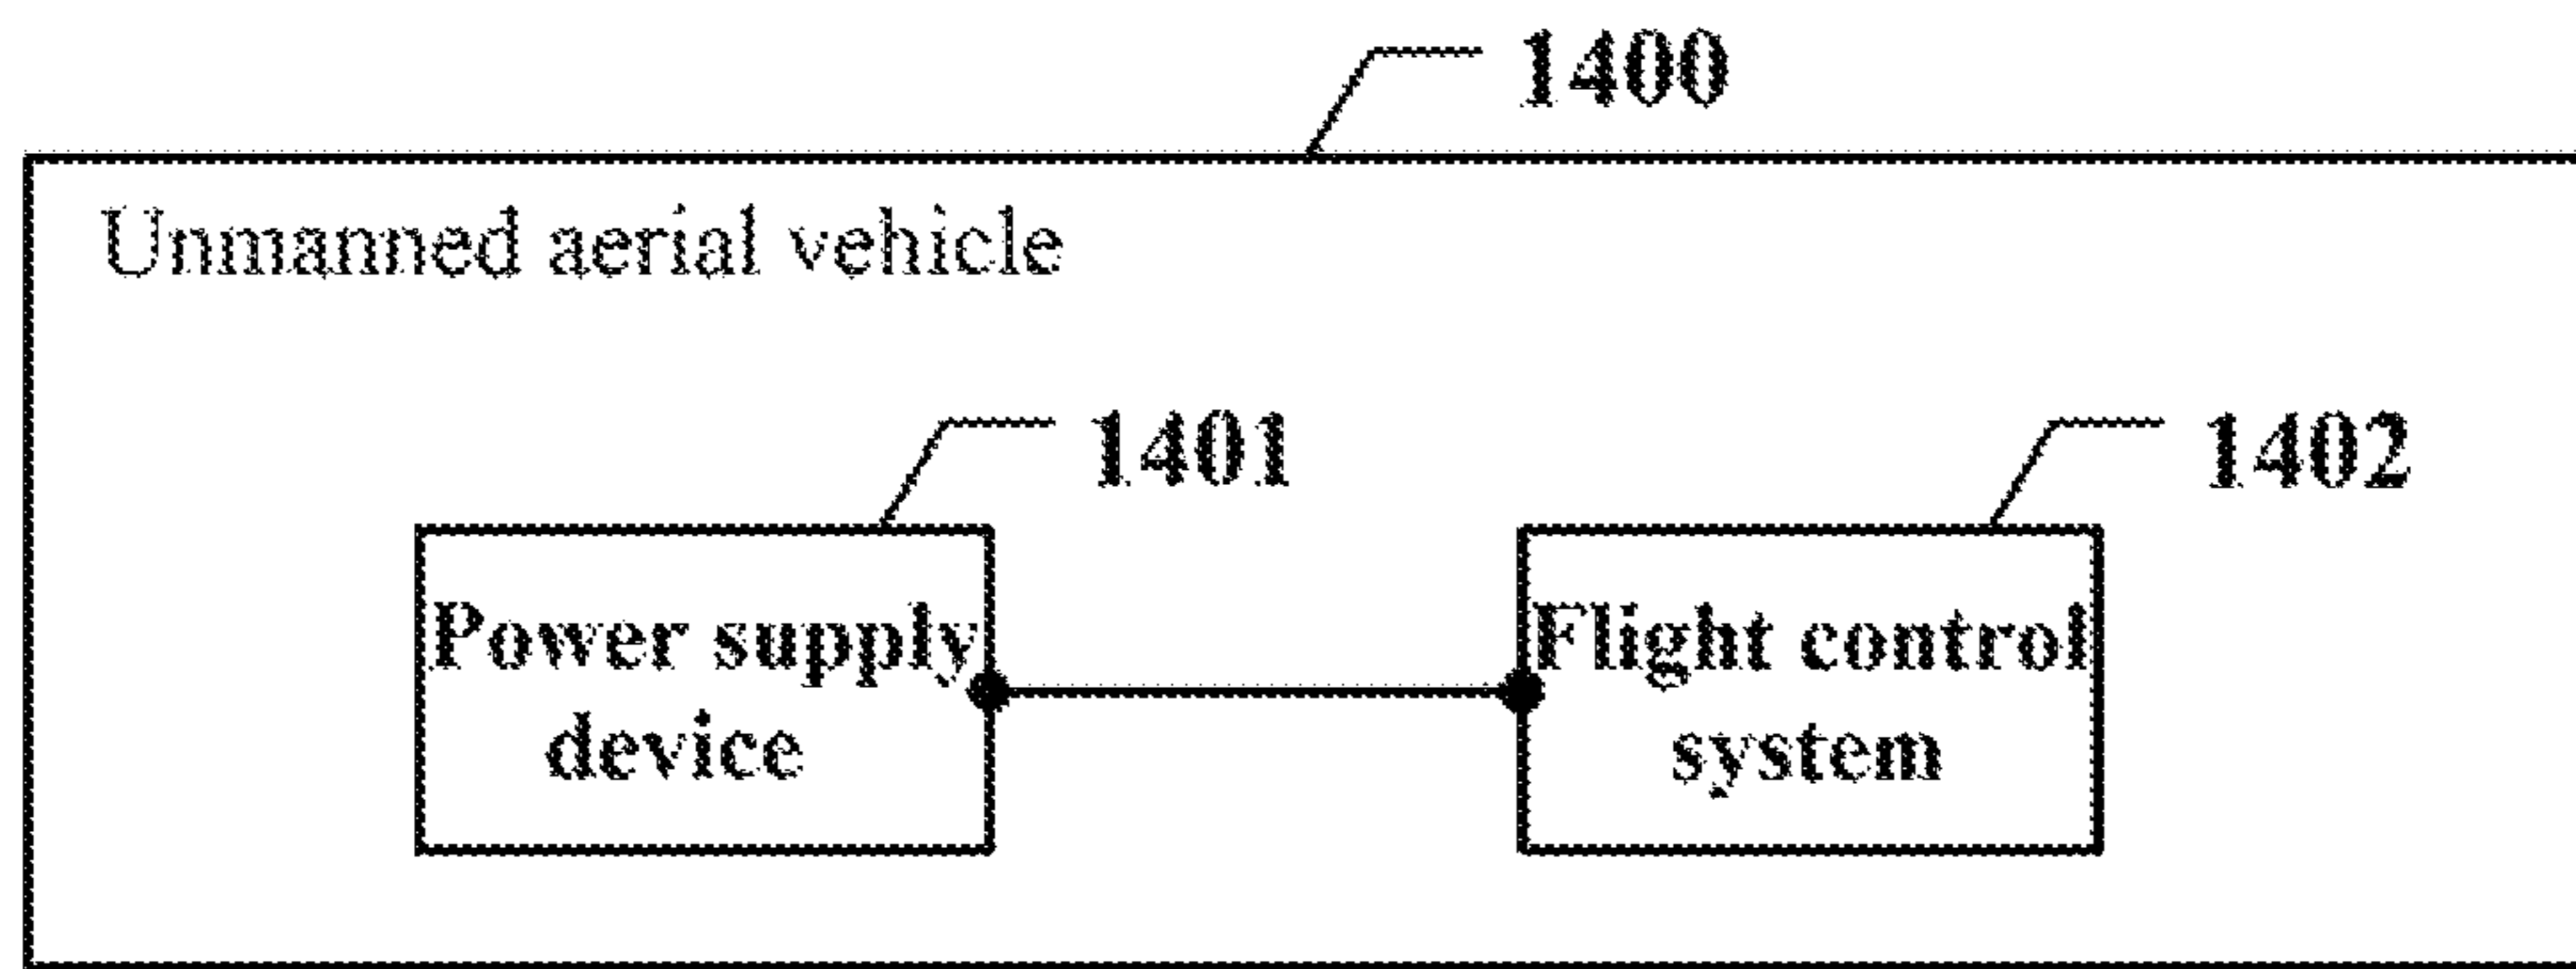 1400
Unmanned aerial vehicle
1401
1402
Power supply
device
Flight control
system